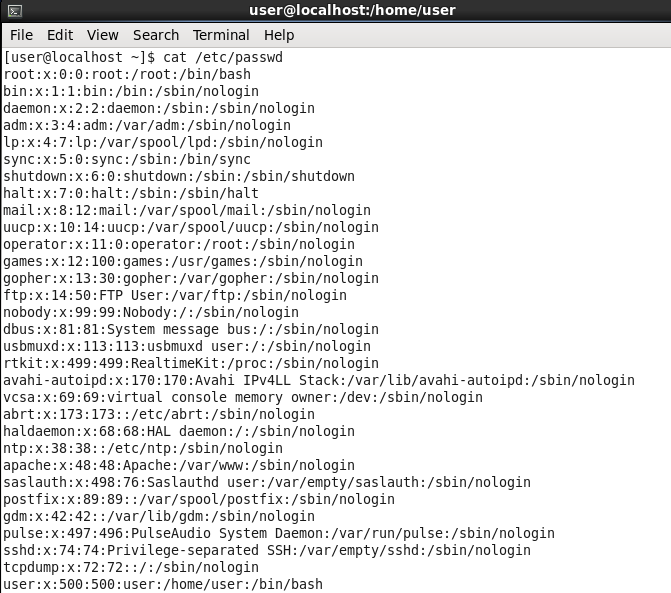 user@localhost:/home/user
File Edit View Search Terminal Help
[user@localhost ~]$ cat /etc/passwd
root:x:0:0:root:/root:/bin/bash
bin:x:1:1:bin:/bin:/sbin/nologin
daemon:x:2:2:daemon:/sbin:/sbin/nologin
adm:x:3:4:adm:/var/adm:/sbin/nologin
lp:x:4:7:lp:/var/spool/lpd:/sbin/nologin
sync:x:5:0:sync:/sbin:/bin/sync
shutdown:x:6:0:shutdown:/sbin:/sbin/shutdown
halt:x:7:0:halt:/sbin:/sbin/halt
mail:x:8:12:mail:/var/spool/mail:/sbin/nologin
uucp:x:10:14:uucp:/var/spool/uucp:/sbin/nologin
operator:x:11:0:operator:/root:/sbin/nologin
games:x:12:100:games:/usr/games:/sbin/nologin
gopher:x:13:30:gopher:/var/gopher:/sbin/nologin
ftp:x:14:50:FTP User:/var/ftp:/sbin/nologin
nobody:x:99:99:Nobody:/:/sbin/nologin
dbus:x:81:81:System message bus:/:/sbin/nologin
usbmuxd:x:113:113:usbmuxd user:/:/sbin/nologin
rtkit:x:499:499:RealtimeKit:/proc:/sbin/nologin
avahi-autoipd:x:170:170:Avahi IPv4LL Stack:/var/lib/avahi-autoipd:/sbin/nologin
vcsa:x:69:69:virtual console memory owner:/dev:/sbin/nologin
abrt:x:173:173::/etc/abrt:/sbin/nologin
haldaemon:x:68:68:HAL daemon:/:/sbin/nologin
ntp:x:38:38::/etc/ntp:/sbin/nologin
apache:x:48:48:Apache:/var/www:/sbin/nologin
saslauth:x:498:76:Saslauthd user:/var/empty/saslauth:/sbin/nologin
postfix:x:89:89::/var/spool/postfix:/sbin/nologin
gdm:x:42:42::/var/lib/gdm:/sbin/nologin
pulse:x:497:496:PulseAudio System Daemon:/var/run/pulse:/sbin/nologin
sshd:x:74:74:Privilege-separated SSH:/var/empty/sshd:/sbin/nologin
tcpdump:x:72:72::/:/sbin/nologin
user:x:500:500:user:/home/user:/bin/bash